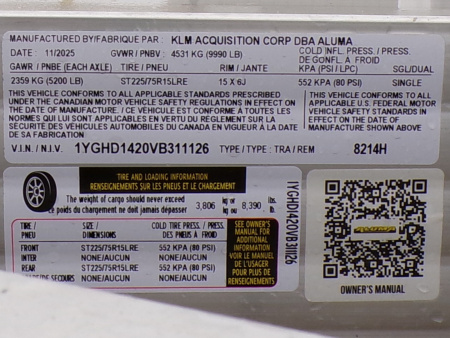 MANUFACTURED BY/FABRIQUE PAR : KLM ACQUISITION CORP DBA ALUMA
DATE : 11/2025 GVWR / PNBV : 4531 KG (9990 LB) COLD INFL. PRESS. / PRESS. DE GONFL. À FROID
GAWR / PNBE (EACH AXLE) TIRE / PNEU RIM / JANTE KPA (PSI / LPC) SGL/DUAL
2359 KG (5200 LB) ST225/75R15LRE 15 X 6J 552 KPA (80 PSI) SINGLE
THIS VEHICLE CONFORMS TO ALL APPLICABLE STANDARDS PRESCRIBED
UNDER THE CANADIAN MOTOR VEHICLE SAFETY REGULATIONS IN EFFECT ON
THE DATE OF MANUFACTURE. / CE VEHICULE EST CONFORME A TOUTES LES
NORMES QUI LUI SONT APPLICABLES EN VERTU DU RÈGLEMENT SUR LA
SÉCURITÉ DES VÉHICULES AUTOMOBILES DU CANADA EN VIGUEUR A LA DATE
DE SA FABRICATION
THIS VEHICLE CONFORMS TO
ALL APPLICABLE U.S.
FEDERAL MOTOR VEHICLE
SAFETY STANDARDS IN
EFFECT ON THE DATE OF
MANUFACTURE
V.I.N. / N.I.V. 1YGHD1420VB311126 TYPE / TYPE : TRA / REM 8214H
TIRE AND LOADING INFORMATION
RENSEIGNEMENTS SUR LES PNEUS ET LE CHARGEMENT
The weight of cargo should never exceed
Le poids du chargement ne doit jamais dépasser 3,806 kg or / kg ou 8,390 lbs. / lb.
TIRE / PNEU SIZE / DIMENSIONS COLD TIRE PRESS. / PRESS. DES PNEUS À FROID
FRONT ST225/75R15LRE 552 KPA (80 PSI)
INTER NONE/AUCUN NONE/AUCUN
REAR ST225/75R15LRE 552 KPA (80 PSI)
NONE/AUCUN NONE/AUCUN
SEE OWNER'S
MANUAL FOR
ADDITIONAL
INFORMATION
VOIR LE MANUEL
DE L'USAGER
POUR PLUS DE
RENSEIGNEMENTS
1YGHD1420VB311126
OWNER'S MANUAL